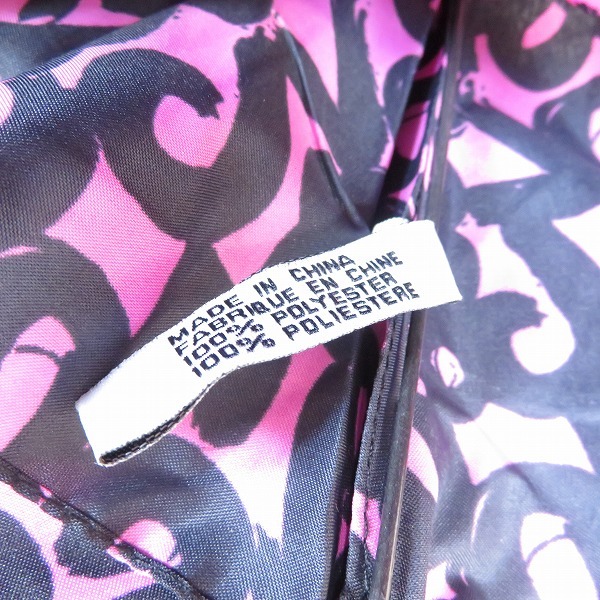 MADE IN CHINA
FABRIQUE EN CHINE
100% POLYESTER
100% POLIESTERE